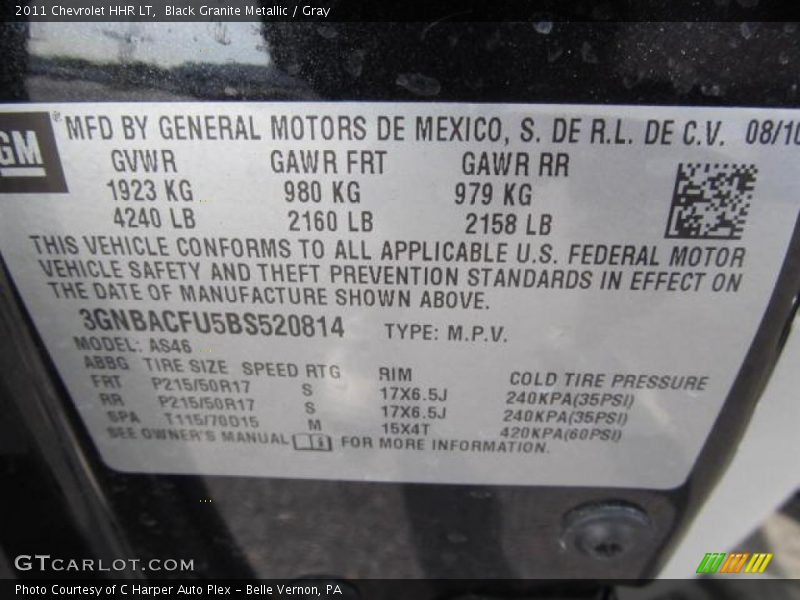 2011 Chevrolet HHR LT, Black Granite Metallic / Gray
GM ® MFD BY GENERAL MOTORS DE MEXICO, S. DE R.L. DE C.V. 08/10
GVWR GAWR FRT GAWR RR
1923 KG 980 KG 979 KG
4240 LB 2160 LB 2158 LB
THIS VEHICLE CONFORMS TO ALL APPLICABLE U.S. FEDERAL MOTOR
VEHICLE SAFETY AND THEFT PREVENTION STANDARDS IN EFFECT ON
THE DATE OF MANUFACTURE SHOWN ABOVE.
3GNBACFU5BS520814 TYPE: M.P.V.
MODEL: AS46
ABBG TIRE SIZE SPEED RTG RIM COLD TIRE PRESSURE
FRT P215/50R17 S 17X6.5J 240KPA(35PSI)
RR P215/50R17 S 17X6.5J 240KPA(35PSI)
SPA T115/70D15 M 15X4T 420KPA(60PSI)
SEE OWNER'S MANUAL i FOR MORE INFORMATION.
GTCARLOT.COM
Photo Courtesy of C Harper Auto Plex - Belle Vernon, PA